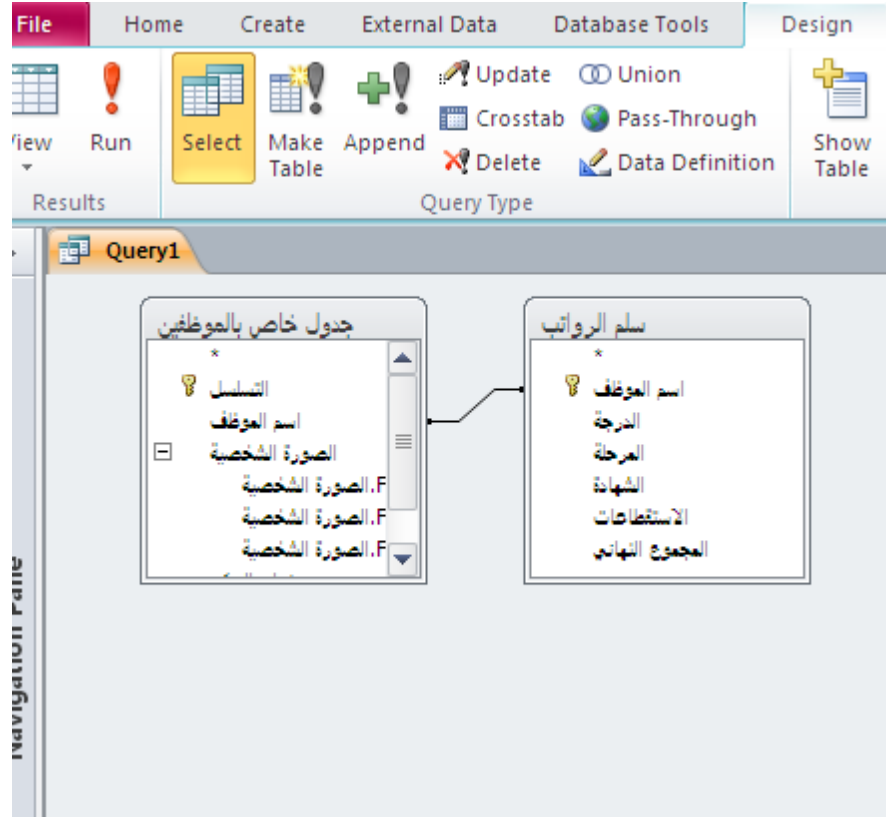 File Home Create External Data Database Tools Design
View Run Select Make Table Append Update Crosstab Delete Union Pass-Through Data Definition Show Table
Results Query Type
Query1
جدول خاص بالموظفين
*
التسلسل
اسم الموظف
الصورة الشخصية
الصورة الشخصية.F
الصورة الشخصية.F
الصورة الشخصية.F
سلم الرواتب
*
اسم الموظف
الدرجة
المرحلة
الشهادة
الاستقطاعات
المجموع النهائي
Navigation Pane